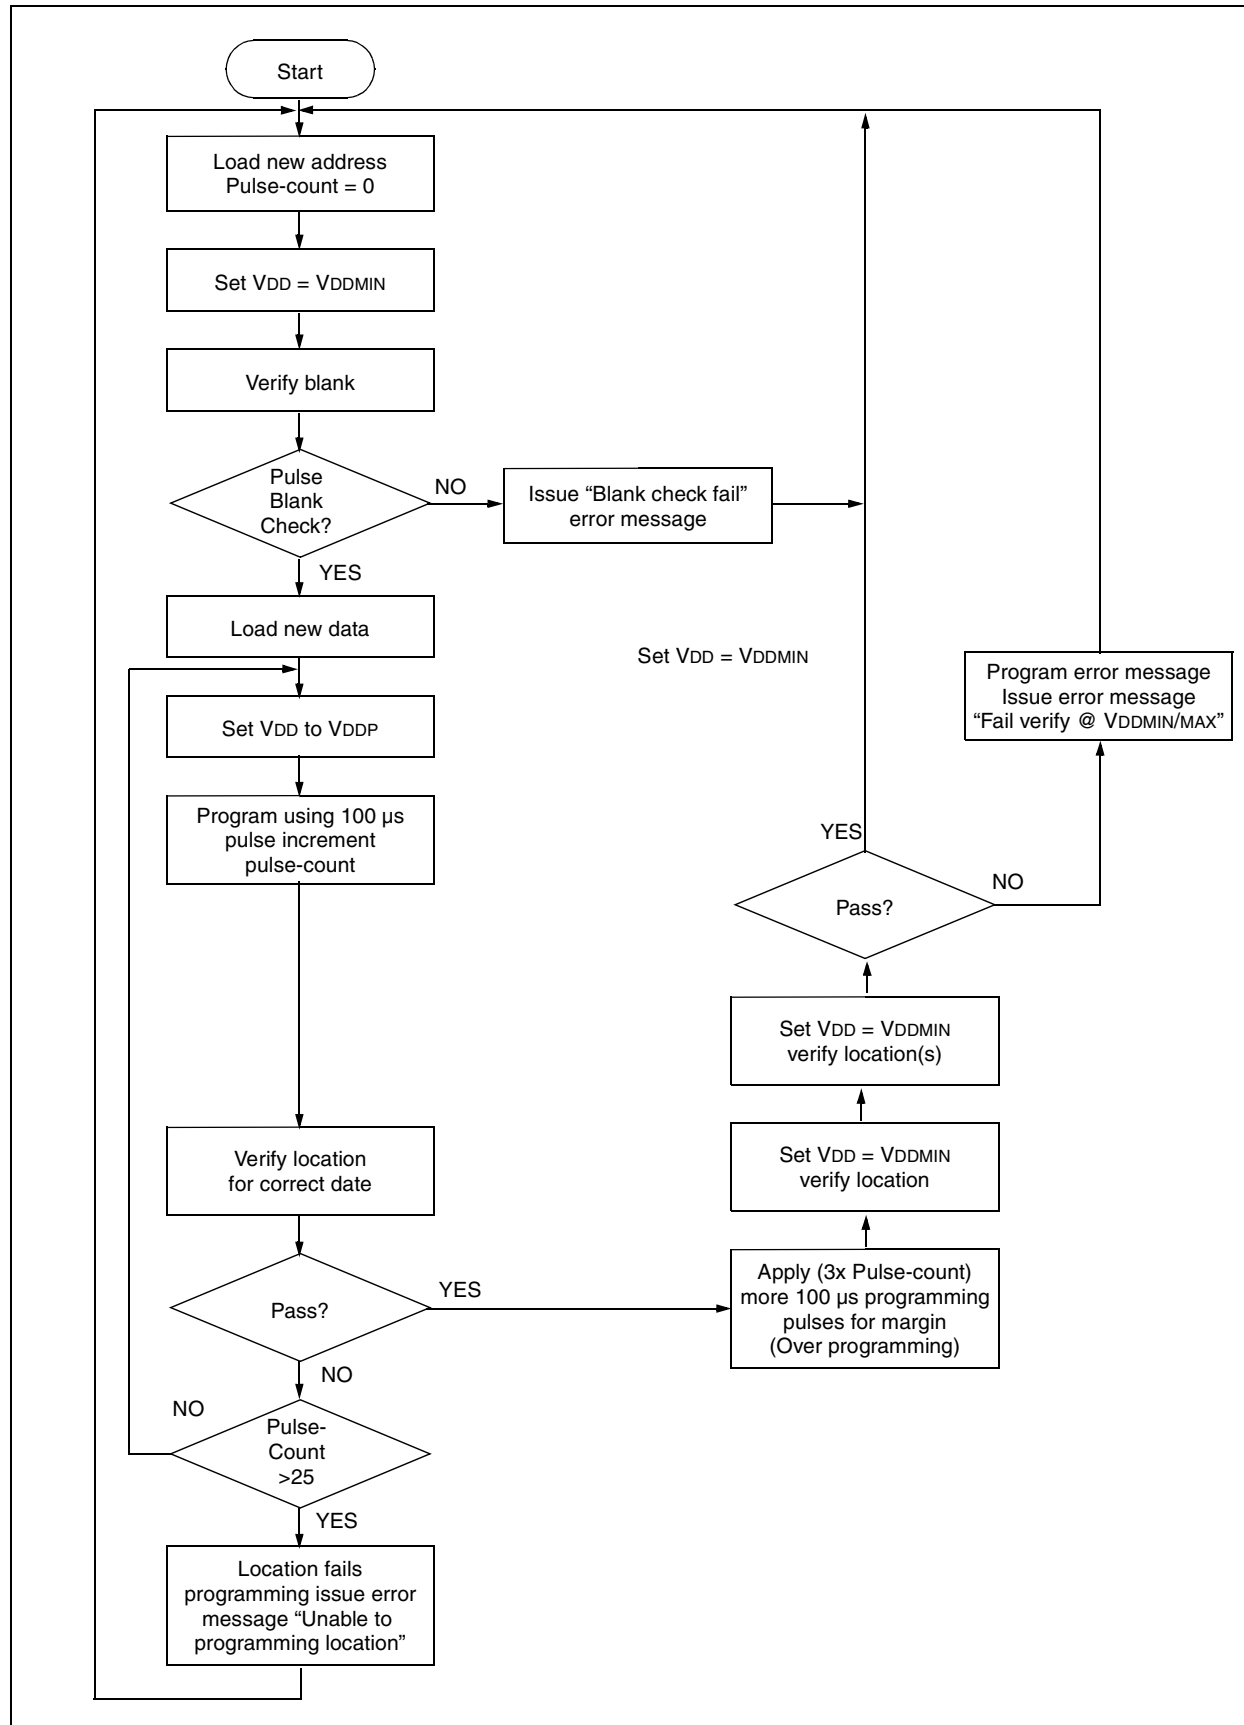 Start
Load new address
Pulse-count = 0
Set VDD = VDDMIN
Verify blank
Pulse
Blank
Check?
NO
Issue “Blank check fail”
error message
YES
Load new data
Set VDD = VDDMIN
Program error message
Issue error message
“Fail verify @ VDDMIN/MAX”
Set VDD to VDDP
Program using 100 µs
pulse increment
pulse-count
YES
Pass?
NO
Set VDD = VDDMIN
verify location(s)
Verify location
for correct date
Set VDD = VDDMIN
verify location
Pass?
YES
Apply (3x Pulse-count)
more 100 µs programming
pulses for margin
(Over programming)
NO
NO
Pulse-
Count
>25
YES
Location fails
programming issue error
message “Unable to
programming location”